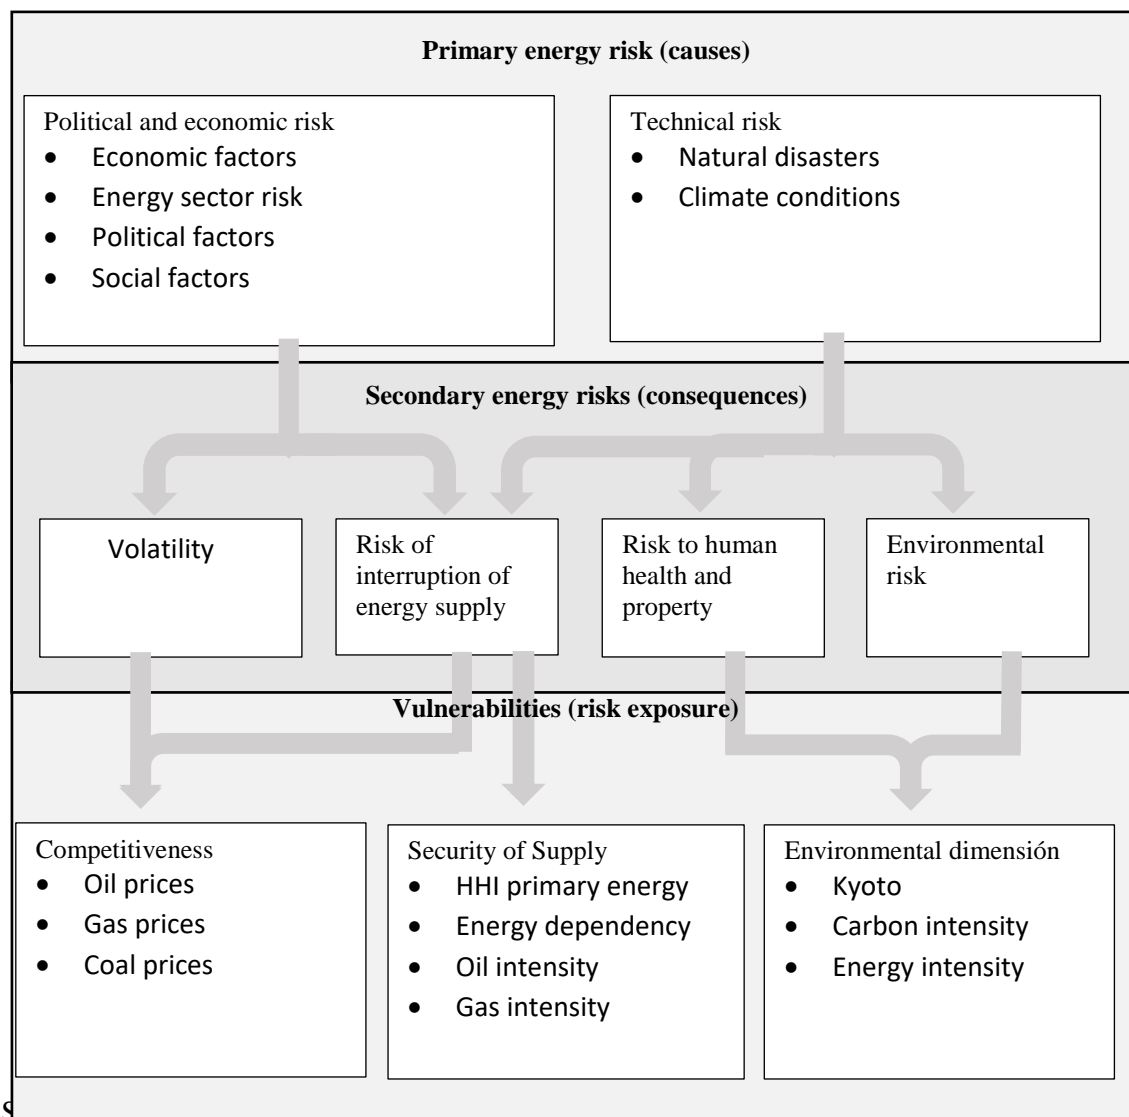 Primary energy risk (causes)
Political and economic risk
• Economic factors
• Energy sector risk
• Political factors
• Social factors
Technical risk
• Natural disasters
• Climate conditions
Secondary energy risks (consequences)
Volatility
Risk of
interruption of
energy supply
Risk to human
health and
property
Environmental
risk
Vulnerabilities (risk exposure)
Competitiveness
• Oil prices
• Gas prices
• Coal prices
Security of Supply
• HHI primary energy
• Energy dependency
• Oil intensity
• Gas intensity
Environmental dimensión
• Kyoto
• Carbon intensity
• Energy intensity